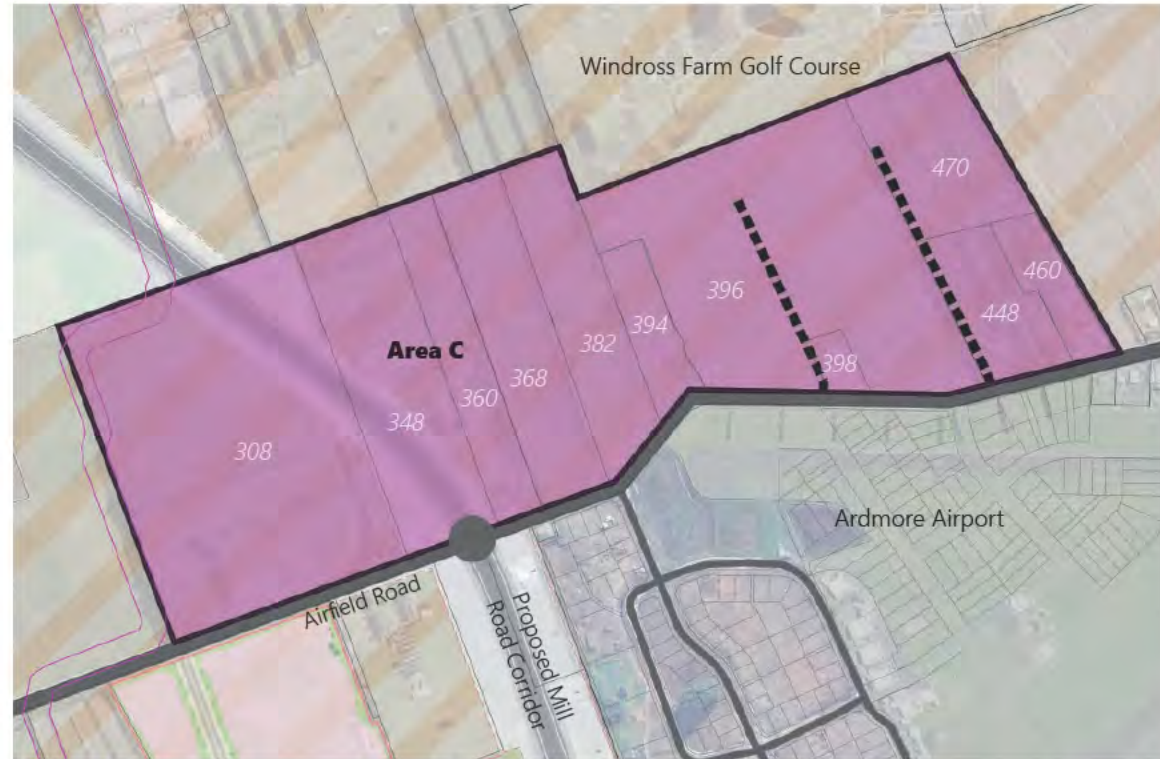 Windross Farm Golf Course
470
460
396
448
394
382
398
Area C
368
360
348
308
Ardmore Airport
Airfield Road
Proposed Mill
Road Corridor